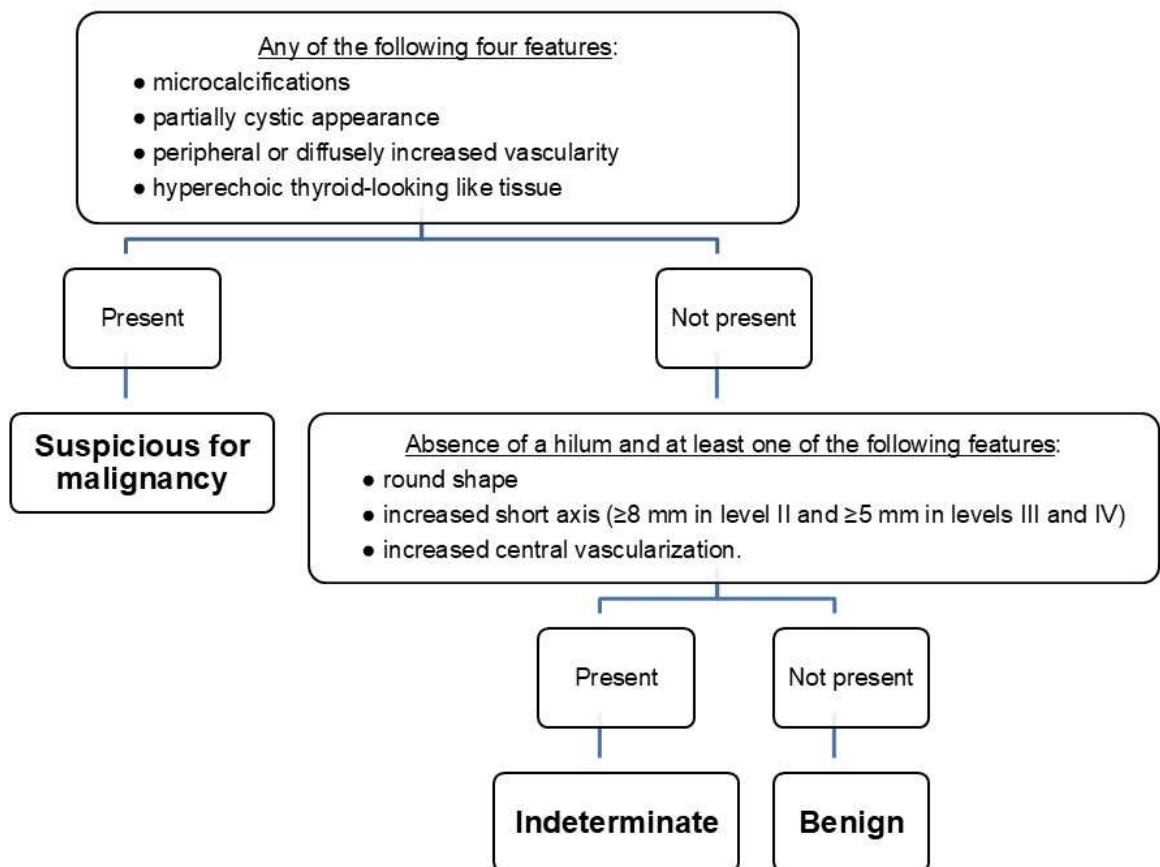 Any of the following four features:
● microcalcifications
● partially cystic appearance
● peripheral or diffusely increased vascularity
● hyperechoic thyroid-looking like tissue
Present
Not present
Suspicious for
malignancy
Absence of a hilum and at least one of the following features:
● round shape
● increased short axis (≥8 mm in level II and ≥5 mm in levels III and IV)
● increased central vascularization.
Present
Not present
Indeterminate
Benign